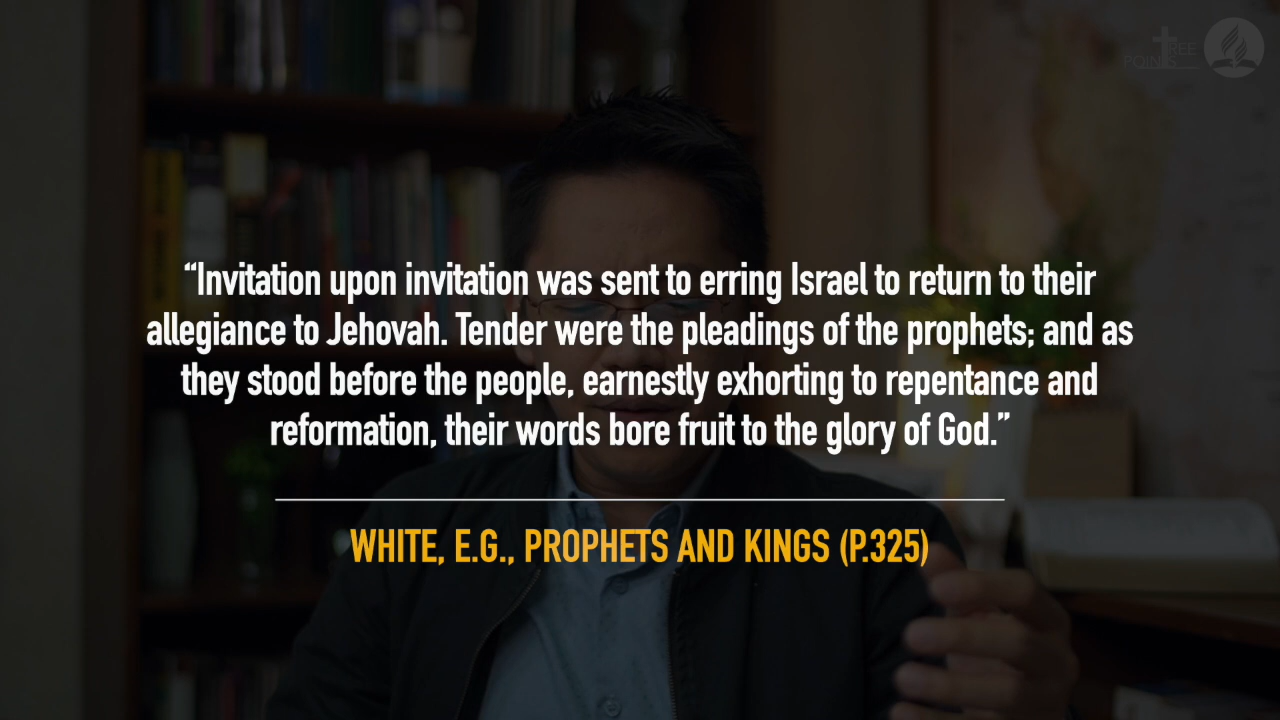 TREE
POINTS
“Invitation upon invitation was sent to erring Israel to return to their
allegiance to Jehovah. Tender were the pleadings of the prophets; and as
they stood before the people, earnestly exhorting to repentance and
reformation, their words bore fruit to the glory of God.”
WHITE, E.G., PROPHETS AND KINGS (P.325)